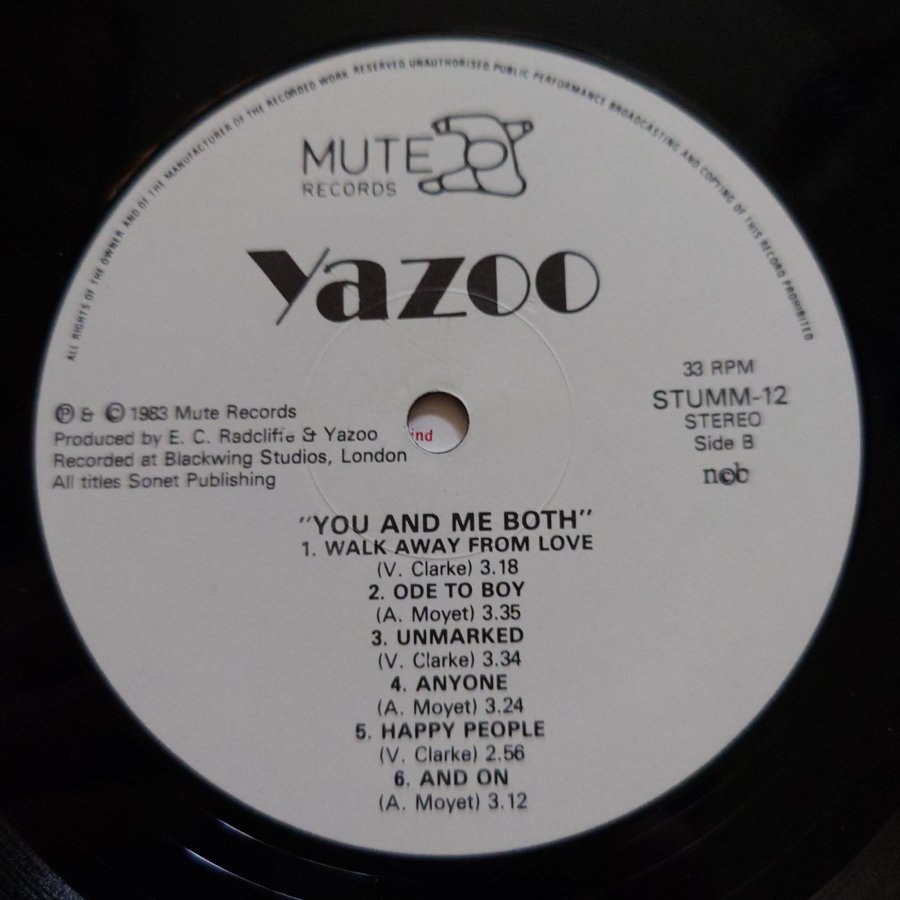 ALL RIGHTS OF THE OWNER AND OF THE MANUFACTURER OF THE RECORDED WORK RESERVED UNAUTHORISED PUBLIC PERFORMANCE BROADCASTING AND COPYING OF THIS RECORD PROHIBITED
MUTE
RECORDS
Yazoo
33 RPM
STUMM-12
STEREO
Side B
ncb
℗ & © 1983 Mute Records
Produced by E. C. Radcliffe & Yazoo
Recorded at Blackwing Studios, London
All titles Sonet Publishing
ind
"YOU AND ME BOTH"
1. WALK AWAY FROM LOVE
(V. Clarke) 3.18
2. ODE TO BOY
(A. Moyet) 3.35
3. UNMARKED
(V. Clarke) 3.34
4. ANYONE
(A. Moyet) 3.24
5. HAPPY PEOPLE
(V. Clarke) 2.56
6. AND ON
(A. Moyet) 3.12